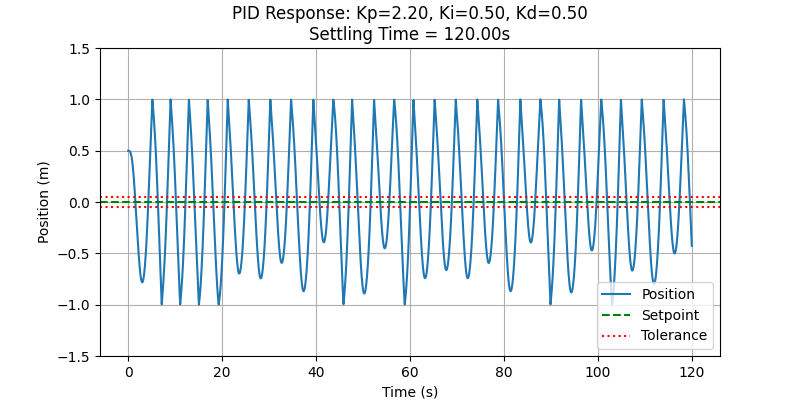 PID Response: Kp=2.20, Ki=0.50, Kd=0.50
Settling Time = 120.00s
1.5
1.0
0.5
0.0
−0.5
−1.0
−1.5
Position (m)
Position
Setpoint
Tolerance
0 20 40 60 80 100 120
Time (s)